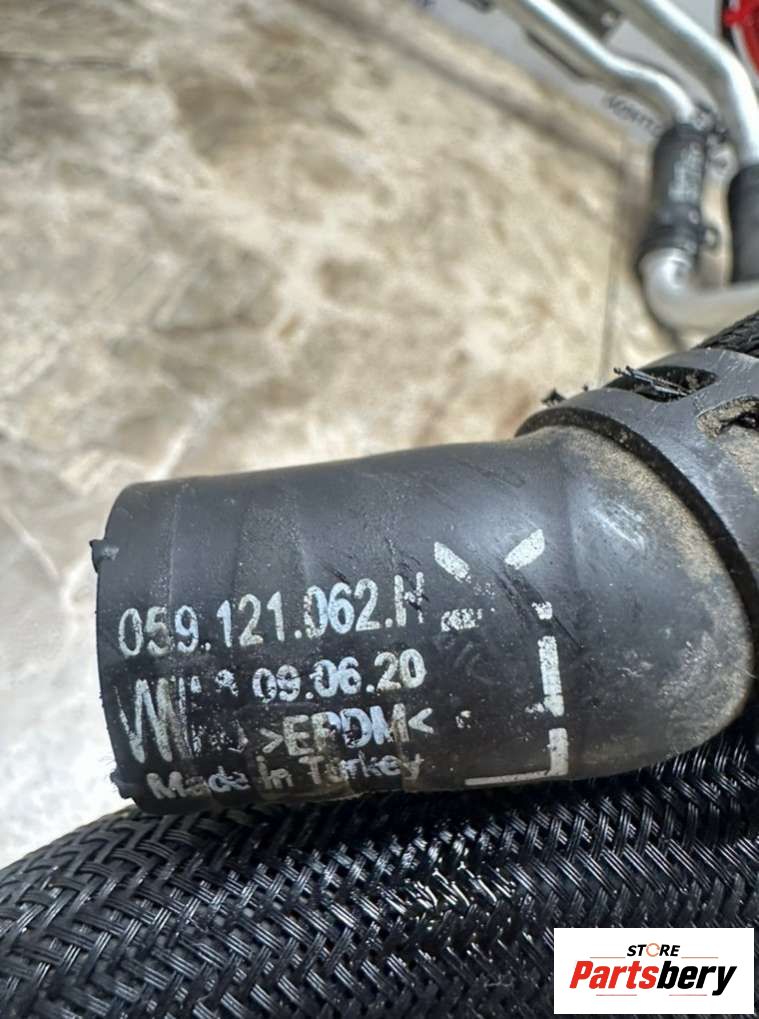 059.121.062.H
09.06.20
>EPDM<
Made in Turkey
STORE
Partsbery